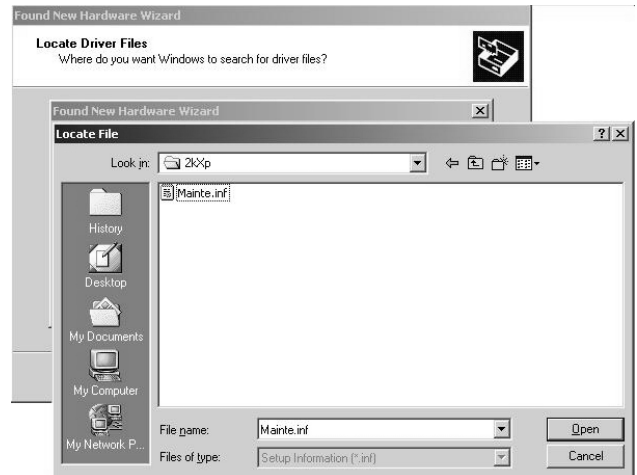 Found New Hardware Wizard
Locate Driver Files
Where do you want Windows to search for driver files?
Found New Hardware Wizard
Locate File
Look in: 2kXp
Mainte.inf
History
Desktop
My Documents
My Computer
My Network P...
File name: Mainte.inf Open
Files of type: Setup Information (*.inf) Cancel